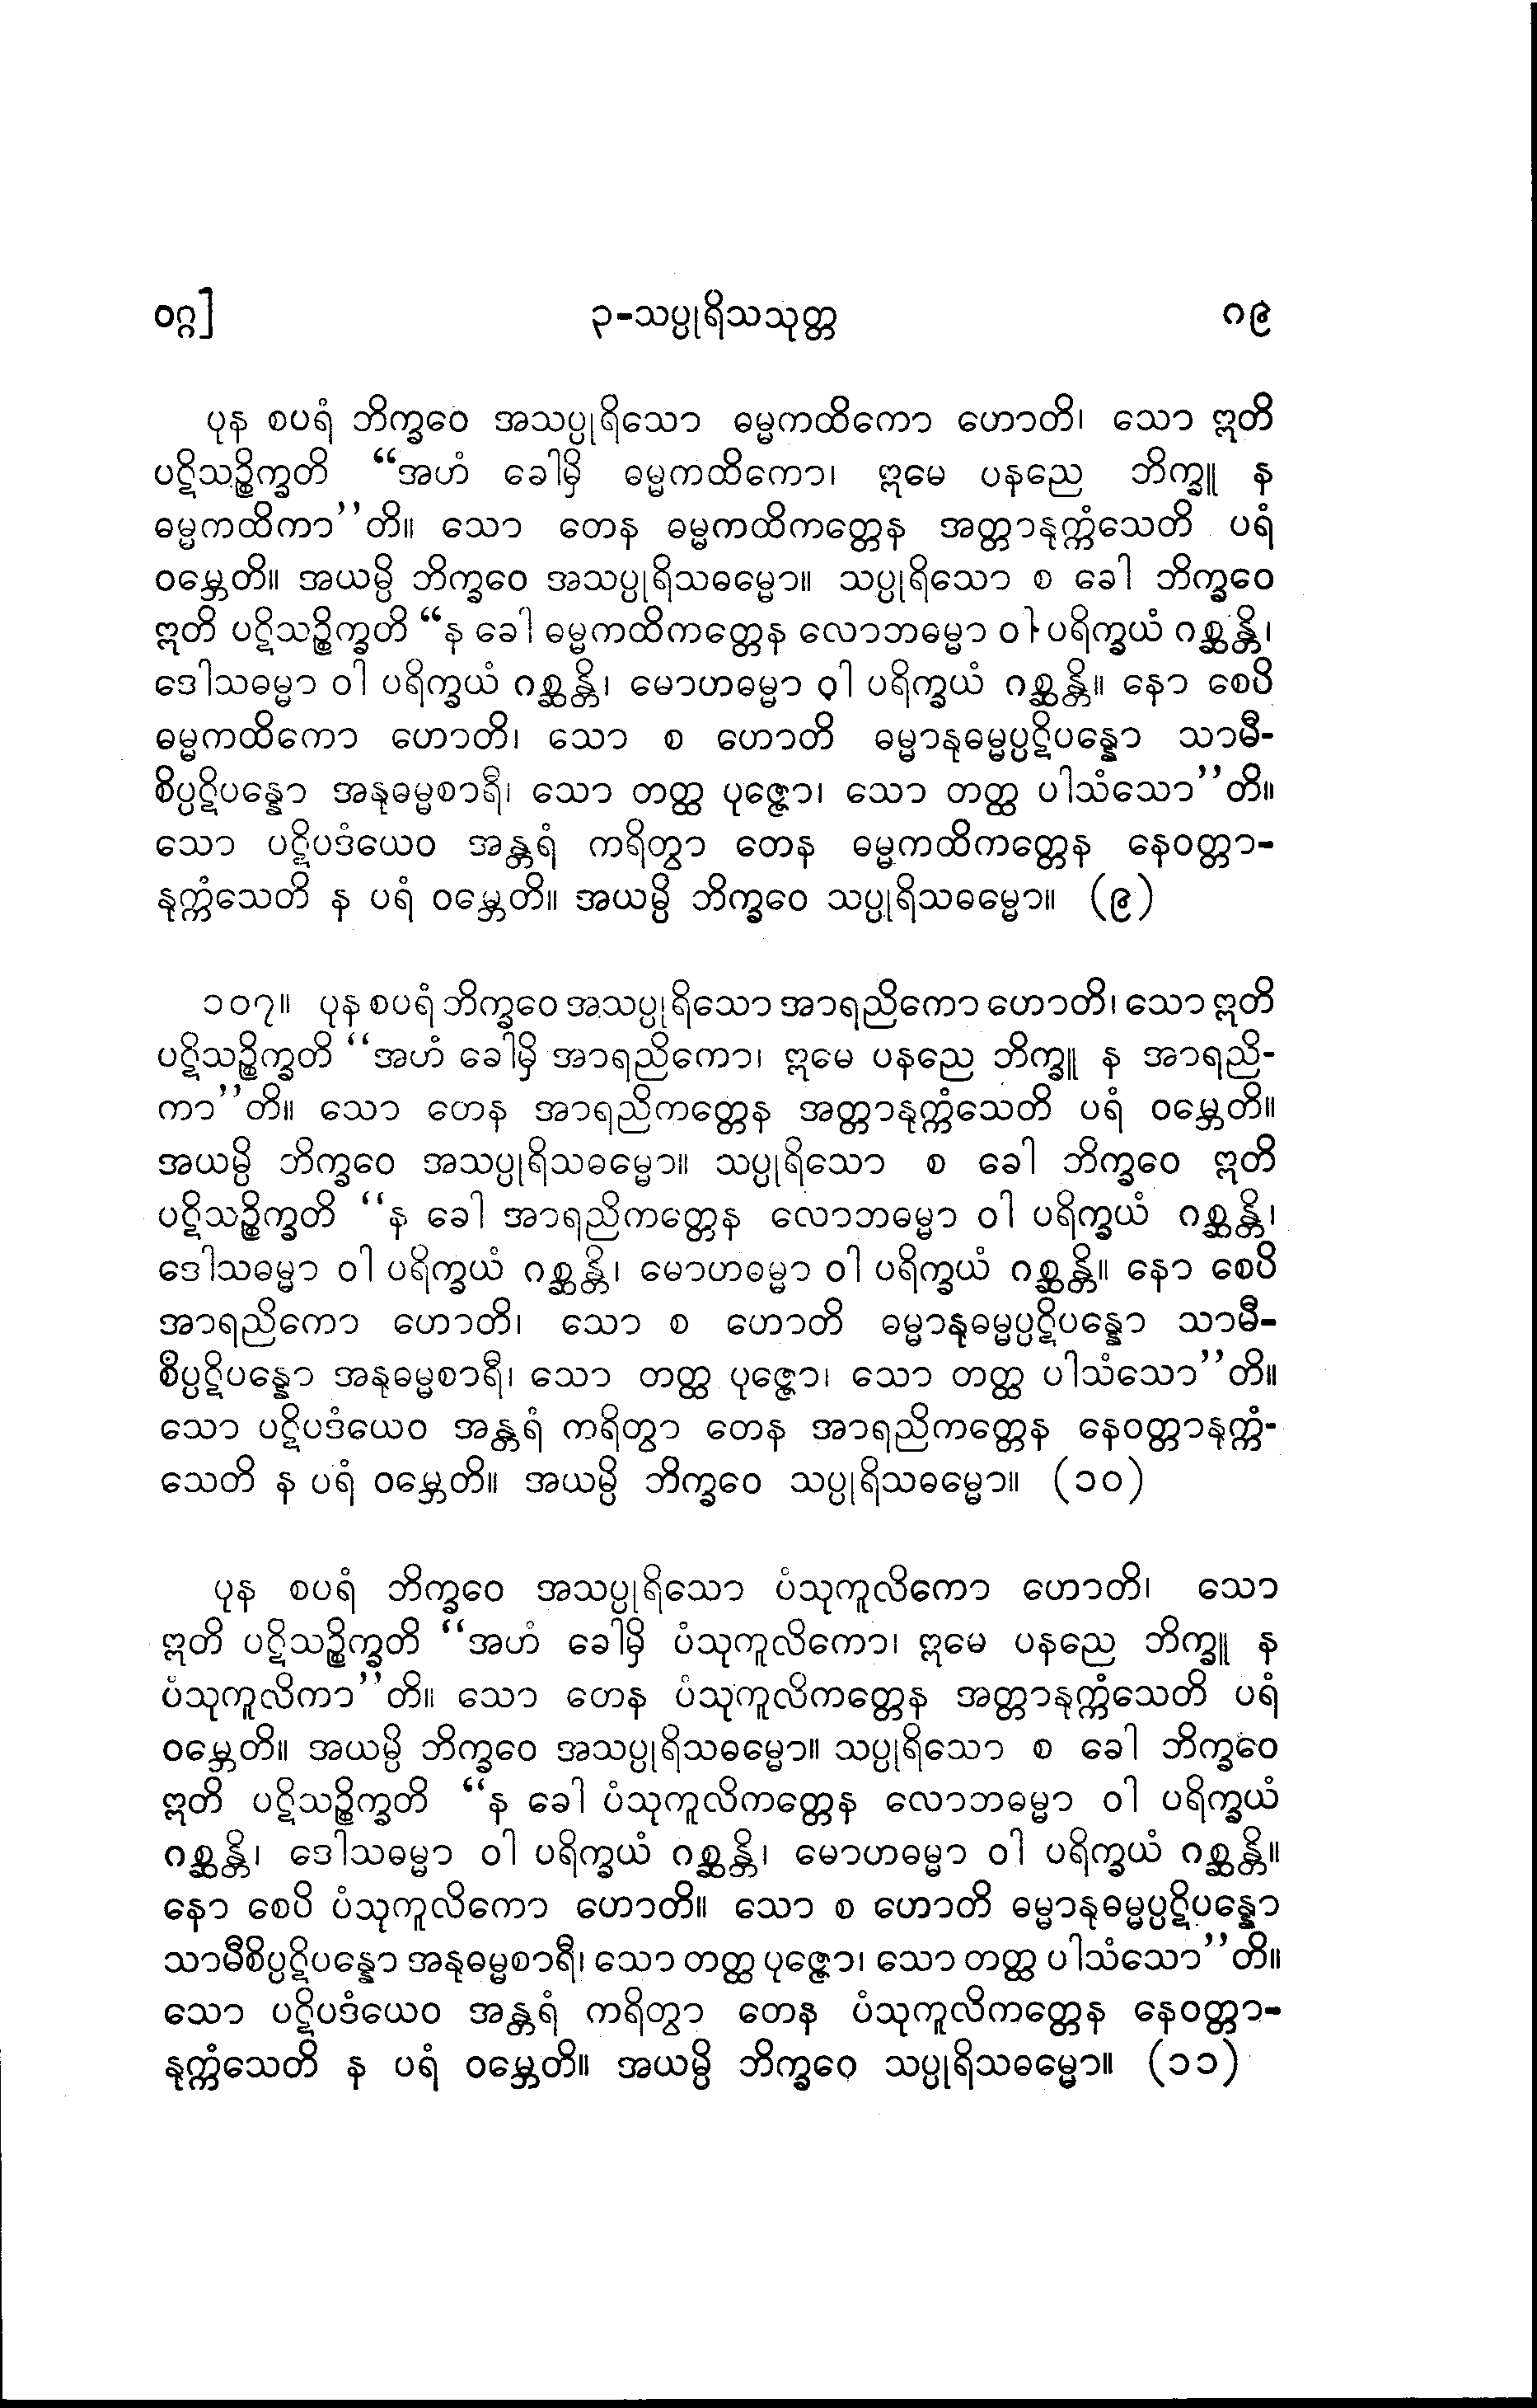 ဝဂ္ဂ] ၃-သပ္ပုရိသသုတ္တ ဂ၉
ပုန စပရံ ဘိက္ခဝေ အသပ္ပုရိသော ဓမ္မကထိကော ဟောတိ၊ သော ဣတိ
ပဋိသဉ္စိက္ခတိ “အဟံ ခေါမှိ ဓမ္မကထိကော၊ ဣမေ ပနညေ ဘိက္ခူ န
ဓမ္မကထိကာ”တိ။ သော တေန ဓမ္မကထိကတ္တေန အတ္တာနုက္ကံသေတိ ပရံ
ဝမ္ဘေတိ။ အယမ္ပိ ဘိက္ခဝေ အသပ္ပုရိသဓမ္မော။ သပ္ပုရိသော စ ခေါ ဘိက္ခဝေ
ဣတိ ပဋိသဉ္စိက္ခတိ “န ခေါ ဓမ္မကထိကတ္တေန လောဘဓမ္မာ ဝါ ပရိက္ခယံ ဂစ္ဆန္တိ၊
ဒေါသဓမ္မာ ဝါ ပရိက္ခယံ ဂစ္ဆန္တိ၊ မောဟဓမ္မာ ဝါ ပရိက္ခယံ ဂစ္ဆန္တိ။ နော စေပိ
ဓမ္မကထိကော ဟောတိ၊ သော စ ဟောတိ ဓမ္မာနုဓမ္မပ္ပဋိပန္နော သာမီ-
စိပ္ပဋိပန္နော အနုဓမ္မစာရီ၊ သော တတ္ထ ပုဇ္ဇော၊ သော တတ္ထ ပါသံသော”တိ။
သော ပဋိပဒံယေဝ အန္တရံ ကရိတွာ တေန ဓမ္မကထိကတ္တေန နေဝတ္တာ-
နုက္ကံသေတိ န ပရံ ဝမ္ဘေတိ။ အယမ္ပိ ဘိက္ခဝေ သပ္ပုရိသဓမ္မော။ (၉)
၁၀၇။ ပုန စပရံ ဘိက္ခဝေ အသပ္ပုရိသော အာရညိကော ဟောတိ၊ သော ဣတိ
ပဋိသဉ္စိက္ခတိ “အဟံ ခေါမှိ အာရညိကော၊ ဣမေ ပနညေ ဘိက္ခူ န အာရညိ-
ကာ”တိ။ သော တေန အာရညိကတ္တေန အတ္တာနုက္ကံသေတိ ပရံ ဝမ္ဘေတိ။
အယမ္ပိ ဘိက္ခဝေ အသပ္ပုရိသဓမ္မော။ သပ္ပုရိသော စ ခေါ ဘိက္ခဝေ ဣတိ
ပဋိသဉ္စိက္ခတိ “န ခေါ အာရညိကတ္တေန လောဘဓမ္မာ ဝါ ပရိက္ခယံ ဂစ္ဆန္တိ၊
ဒေါသဓမ္မာ ဝါ ပရိက္ခယံ ဂစ္ဆန္တိ၊ မောဟဓမ္မာ ဝါ ပရိက္ခယံ ဂစ္ဆန္တိ။ နော စေပိ
အာရညိကော ဟောတိ၊ သော စ ဟောတိ ဓမ္မာနုဓမ္မပ္ပဋိပန္နော သာမီ-
စိပ္ပဋိပန္နော အနုဓမ္မစာရီ၊ သော တတ္ထ ပုဇ္ဇော၊ သော တတ္ထ ပါသံသော”တိ။
သော ပဋိပဒံယေဝ အန္တရံ ကရိတွာ တေန အာရညိကတ္တေန နေဝတ္တာနုက္ကံ-
သေတိ န ပရံ ဝမ္ဘေတိ။ အယမ္ပိ ဘိက္ခဝေ သပ္ပုရိသဓမ္မော။ (၁၀)
ပုန စပရံ ဘိက္ခဝေ အသပ္ပုရိသော ပံသုကူလိကော ဟောတိ၊ သော
ဣတိ ပဋိသဉ္စိက္ခတိ “အဟံ ခေါမှိ ပံသုကူလိကော၊ ဣမေ ပနညေ ဘိက္ခူ န
ပံသုကူလိကာ”တိ။ သော တေန ပံသုကူလိကတ္တေန အတ္တာနုက္ကံသေတိ ပရံ
ဝမ္ဘေတိ။ အယမ္ပိ ဘိက္ခဝေ အသပ္ပုရိသဓမ္မော။ သပ္ပုရိသော စ ခေါ ဘိက္ခဝေ
ဣတိ ပဋိသဉ္စိက္ခတိ “န ခေါ ပံသုကူလိကတ္တေန လောဘဓမ္မာ ဝါ ပရိက္ခယံ
ဂစ္ဆန္တိ၊ ဒေါသဓမ္မာ ဝါ ပရိက္ခယံ ဂစ္ဆန္တိ၊ မောဟဓမ္မာ ဝါ ပရိက္ခယံ ဂစ္ဆန္တိ။
နော စေပိ ပံသုကူလိကော ဟောတိ။ သော စ ဟောတိ ဓမ္မာနုဓမ္မပ္ပဋိပန္နော
သာမီစိပ္ပဋိပန္နော အနုဓမ္မစာရီ၊ သော တတ္ထ ပုဇ္ဇော၊ သော တတ္ထ ပါသံသော”တိ။
သော ပဋိပဒံယေဝ အန္တရံ ကရိတွာ တေန ပံသုကူလိကတ္တေန နေဝတ္တာ-
နုက္ကံသေတိ န ပရံ ဝမ္ဘေတိ။ အယမ္ပိ ဘိက္ခဝေ သပ္ပုရိသဓမ္မော။ (၁၁)